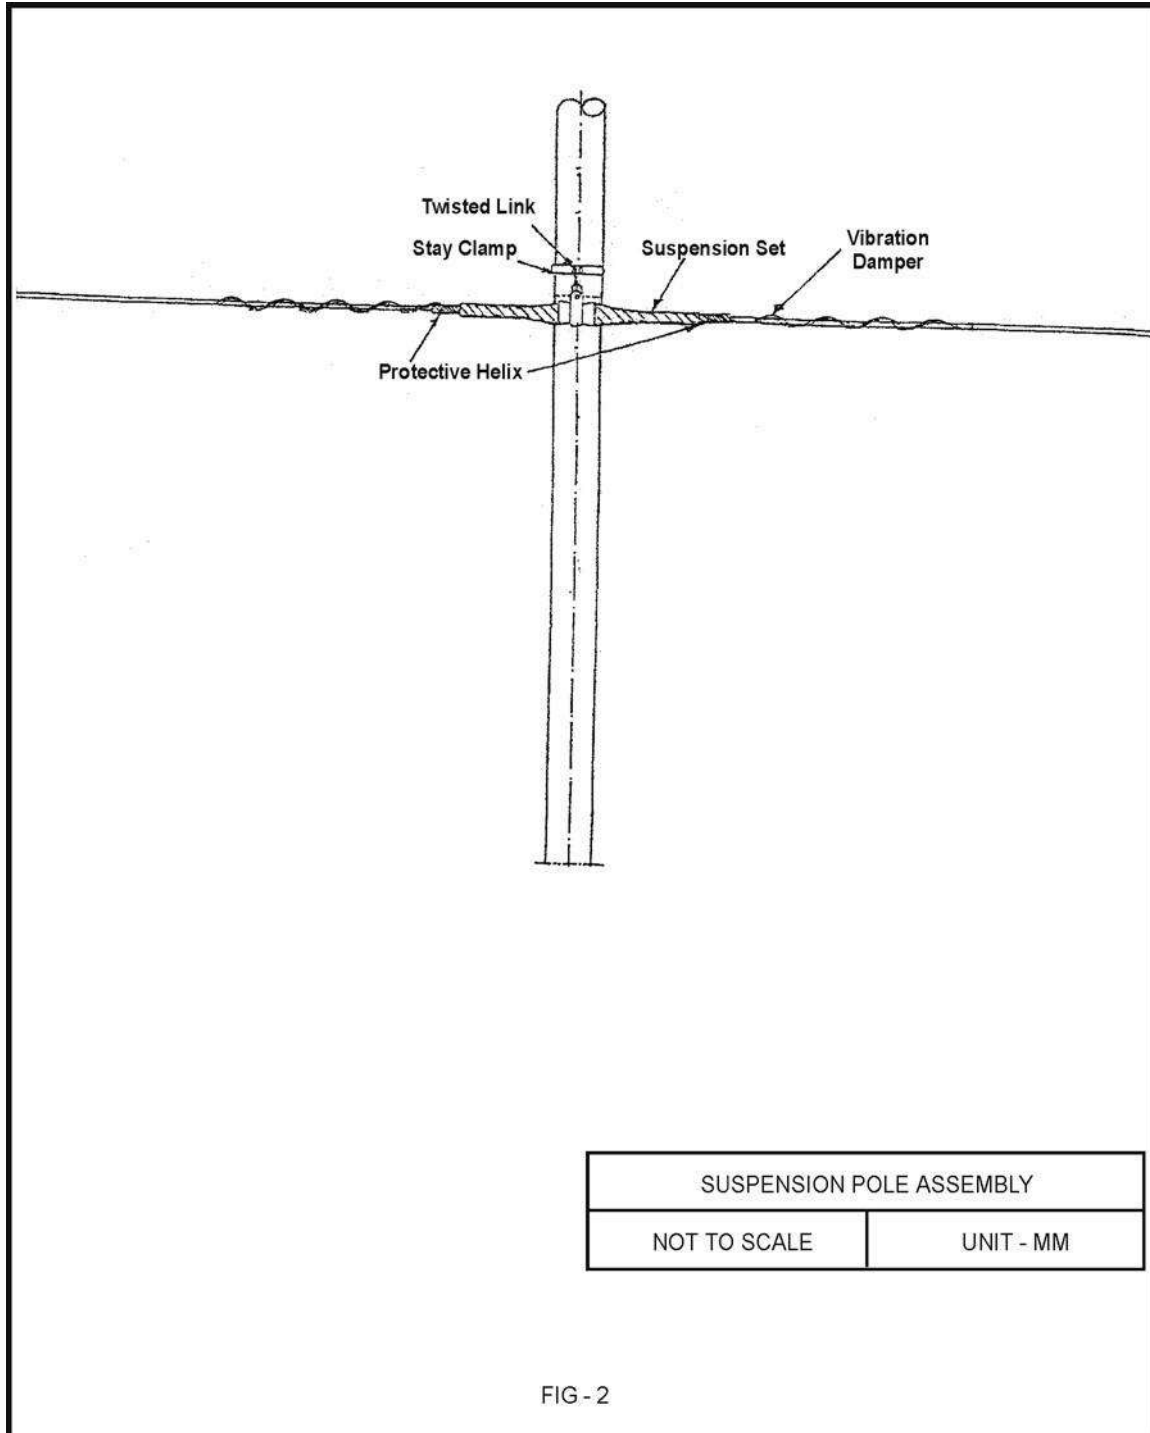 Twisted Link
Stay Clamp
Suspension Set
Vibration
Damper
Protective Helix
SUSPENSION POLE ASSEMBLY
NOT TO SCALE
UNIT - MM
FIG - 2